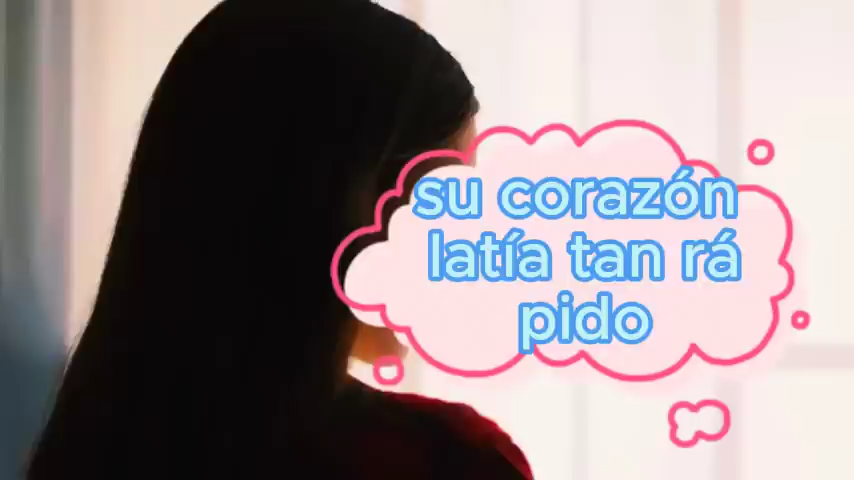 su corazón
latía tan rá
pido